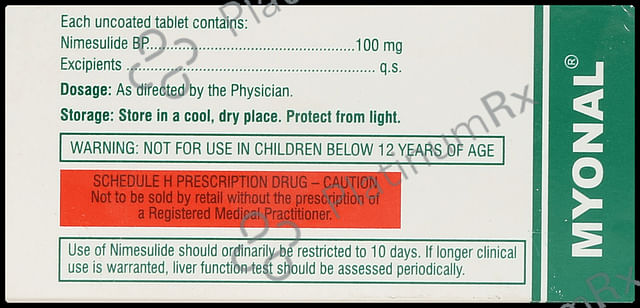 Each uncoated tablet contains:
Nimesulide BP..................................................100 mg
Excipients .......................................................... q.s.
Dosage: As directed by the Physician.
Storage: Store in a cool, dry place. Protect from light.
WARNING: NOT FOR USE IN CHILDREN BELOW 12 YEARS OF AGE
SCHEDULE H PRESCRIPTION DRUG – CAUTION
Not to be sold by retail without the prescription of
a Registered Medical Practitioner.
Use of Nimesulide should ordinarily be restricted to 10 days. If longer clinical
use is warranted, liver function test should be assessed periodically.
MYONAL®
PlatinumRx
PlatinumRx